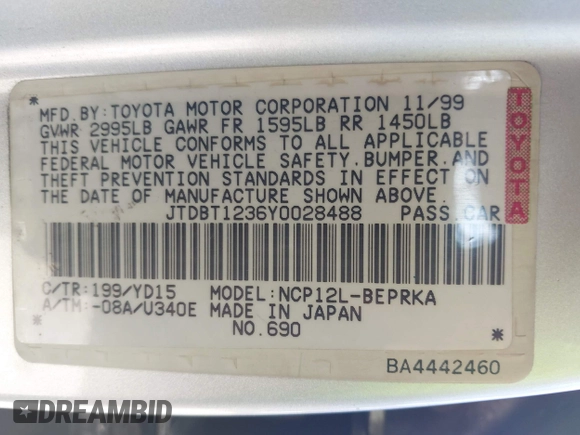 MFD.BY:TOYOTA MOTOR CORPORATION 11/99
GVWR 2995LB GAWR FR 1595LB RR 1450LB
THIS VEHICLE CONFORMS TO ALL APPLICABLE
FEDERAL MOTOR VEHICLE SAFETY.BUMPER.AND
THEFT PREVENTION STANDARDS IN EFFECT ON
THE DATE OF MANUFACTURE SHOWN ABOVE.
JTDBT1236Y0028488 PASS.CAR
TOYOTA
C/TR:199/YD15 MODEL:NCP12L-BEPRKA
A/TM:-08A/U340E MADE IN JAPAN
NO.690
BA4442460
DREAMBID